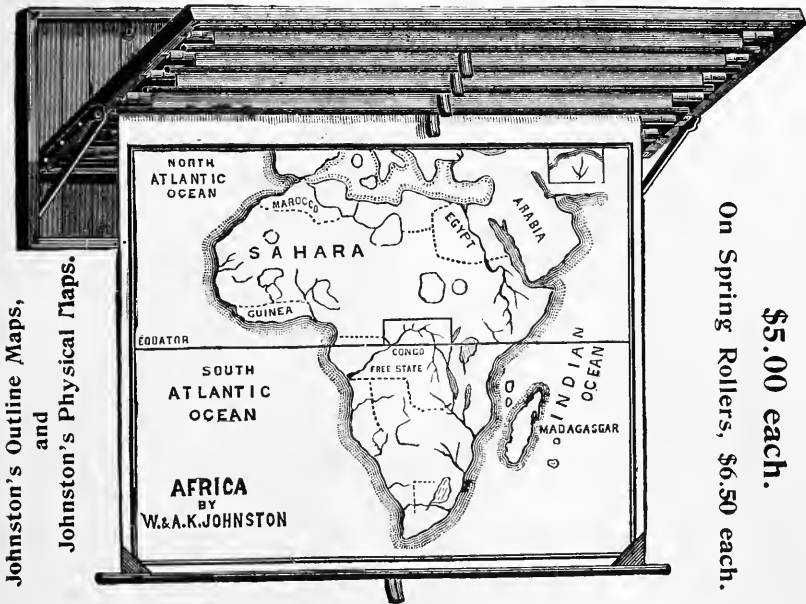 Johnston's Outline Maps,
and
Johnston's Physical Maps.
NORTH
ATLANTIC
OCEAN
MAROCCO
SAHARA
EGYPT
ARABIA
GUINEA
EQUATOR
CONGO
FREE STATE
SOUTH
ATLANTIC
OCEAN
INDIAN
OCEAN
MADAGASGAR
AFRICA
BY
W.&A.K.JOHNSTON
$5.00 each.
On Spring Rollers, $6.50 each.